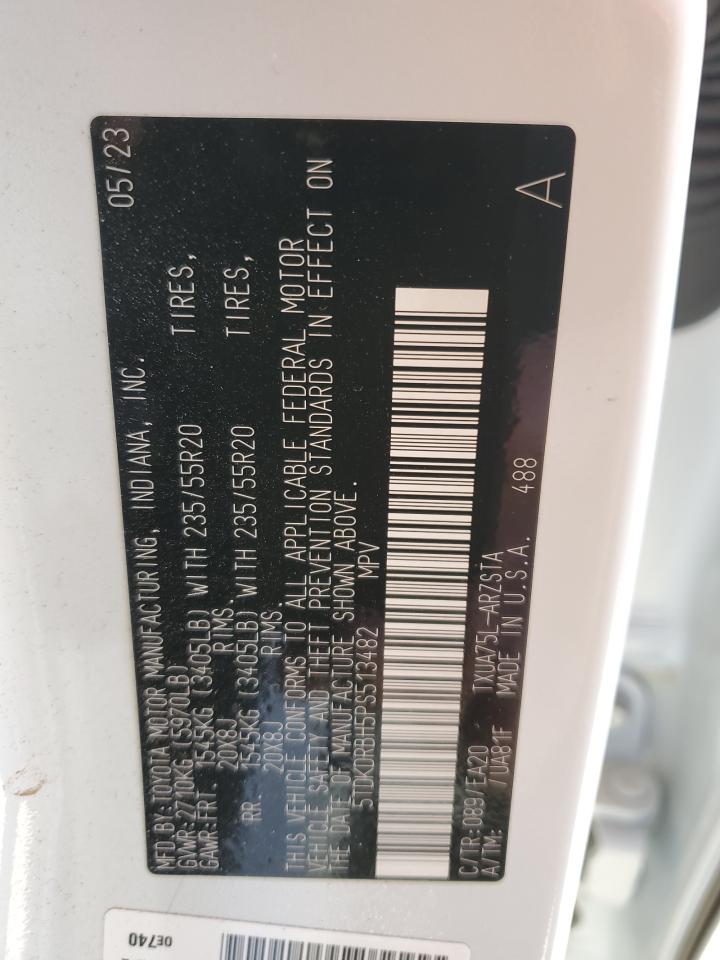 MFD.BY: TOYOTA MOTOR MANUFACTURING, INDIANA, INC. 05/23
GVWR: 2710KG (5970LB)
GAWR:FRT. 1545KG (3405LB) WITH 235/55R20 TIRES,
20X8J RIMS.
RR. 1545KG (3405LB) WITH 235/55R20 TIRES,
20X8J RIMS.
THIS VEHICLE CONFORMS TO ALL APPLICABLE FEDERAL MOTOR
VEHICLE SAFETY AND THEFT PREVENTION STANDARDS IN EFFECT ON
THE DATE OF MANUFACTURE SHOWN ABOVE.
5TDKDRBH5PS513482 MPV
C/TR: 089/EA20 TXUA75L-ARZSTA
A/TM: /UA81F MADE IN U.S.A. 488 A
OE740